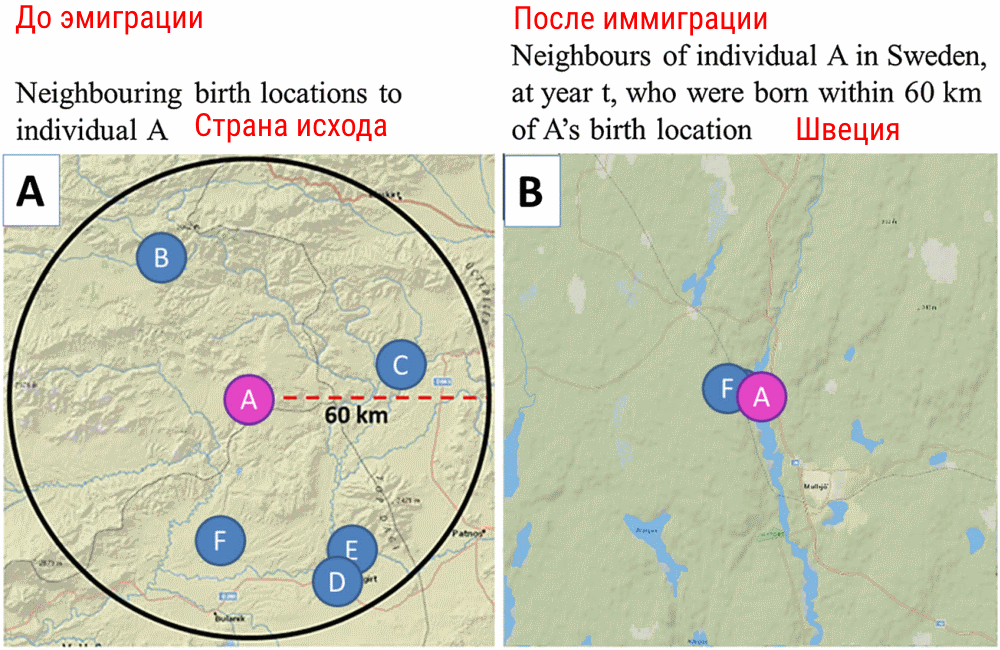 До эмиграции
Neighbouring birth locations to
individual A
Страна исхода
После иммиграции
Neighbours of individual A in Sweden,
at year t, who were born within 60 km
of A's birth location
Швеция
A
B
C
A
60 km
F
E
D
Patnos
Bulanık
B
F
A